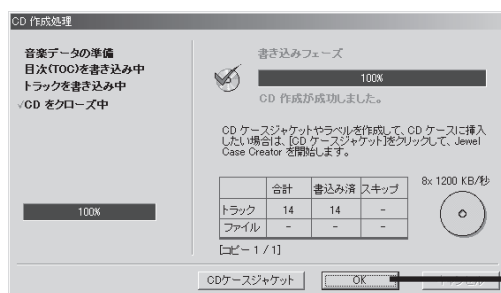 CD 作成処理
音楽データの準備
目次(TOC)を書き込み中
トラックを書き込み中
√CD をクローズ中
100%
書き込みフェーズ
100%
CD 作成が成功しました。
CD ケースジャケットやラベルを作成して、CD ケースに挿入
したい場合は、[CD ケースジャケット]をクリックして、Jewel
Case Creator を開始します。
合計 書込み済 スキップ
トラック 14 14 -
ファイル - - -
[コピー 1 / 1]
8x 1200 KB/秒
CDケースジャケット
OK